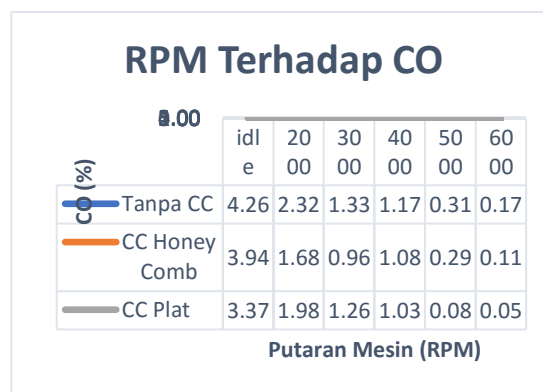 RPM Terhadap CO
CO (%)
idl 20 30 40 50 60
e 00 00 00 00 00
Tanpa CC 4.26 2.32 1.33 1.17 0.31 0.17
CC Honey
Comb 3.94 1.68 0.96 1.08 0.29 0.11
CC Plat 3.37 1.98 1.26 1.03 0.08 0.05
Putaran Mesin (RPM)